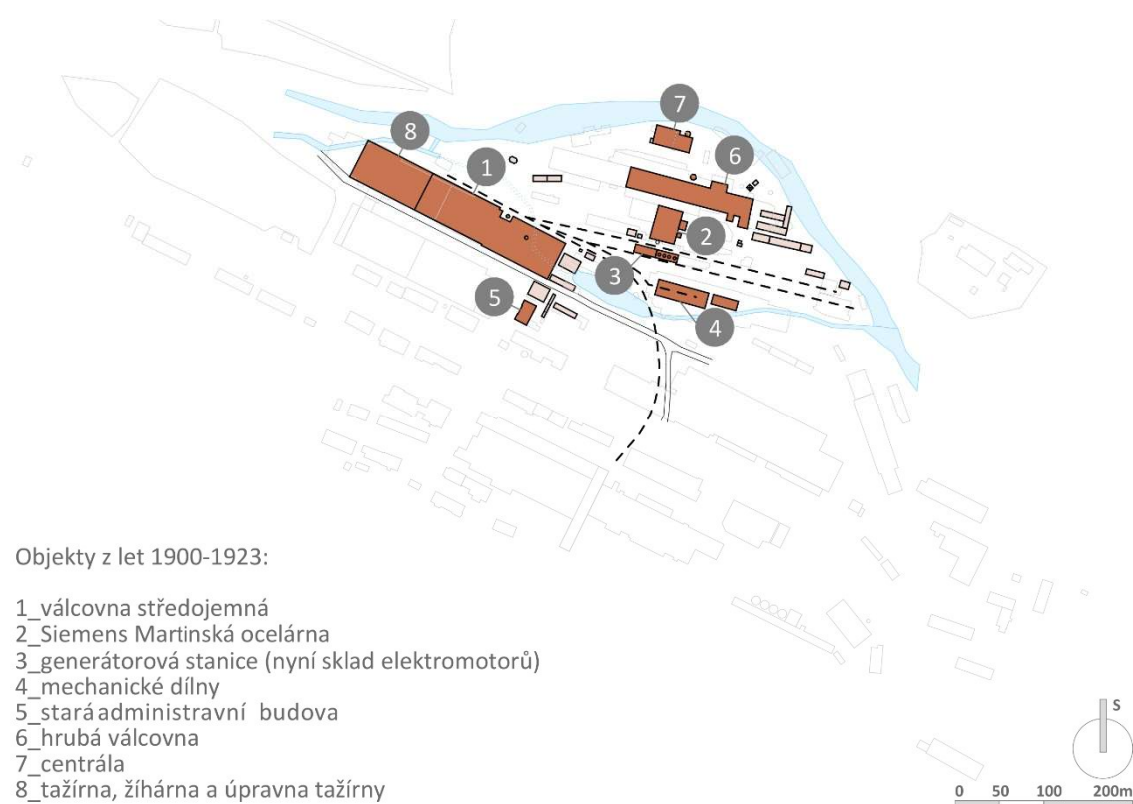 7
8
1
6
2
3
5
4
Objekty z let 1900-1923:
1_válcovna středojemná
2_Siemens Martinská ocelárna
3_generátorová stanice (nyní sklad elektromotorů)
4_mechanické dílny
5_stará administravní budova
6_hrubá válcovna
7_centrála
8_tažírna, žíhárna a úpravna tažírny
S
0 50 100 200m